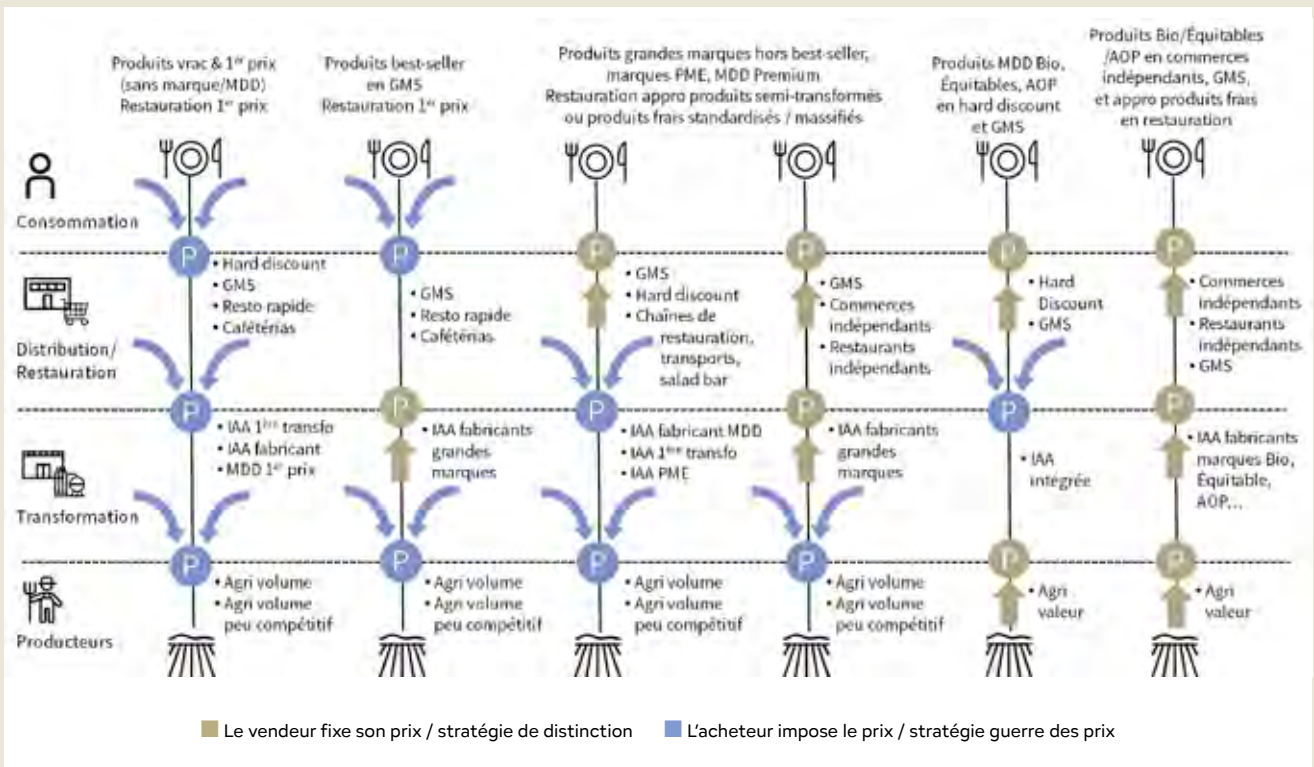 Produits vrac & 1er prix
(sans marque/MDD)
Restauration 1er prix
Produits best-seller
en GMS
Restauration 1er prix
Produits grandes marques hors best-seller,
marques PME, MDD Premium
Restauration appro produits semi-transformés
ou produits frais standardisés / massifiés
Produits MDD Bio,
Équitables, AOP
en hard discount
et GMS
Produits Bio/Équitables
/AOP en commerces
indépendants, GMS,
et appro produits frais
en restauration
Consommation
P
P
P
P
P
P
Distribution/
Restauration
• Hard discount
• GMS
• Resto rapide
• Cafétérias
• GMS
• Resto rapide
• Cafétérias
• GMS
• Hard discount
• Chaînes de
restauration,
transports,
salad bar
• GMS
• Commerces
indépendants
• Restaurants
indépendants
• Hard
Discount
• GMS
• Commerces
indépendants
• Restaurants
indépendants
• GMS
P
P
P
P
P
Transformation
• IAA 1ère transfo
• IAA fabricant
• MDD 1er prix
• IAA fabricants
grandes
marques
• IAA fabricant MDD
• IAA 1ère transfo
• IAA PME
• IAA fabricants
grandes
marques
• IAA
intégrée
• IAA fabricants
marques Bio,
Équitable,
AOP...
P
P
P
P
P
P
Producteurs
• Agri volume
• Agri volume
peu compétitif
• Agri volume
• Agri volume
peu compétitif
• Agri volume
• Agri volume
peu compétitif
• Agri volume
• Agri volume
peu compétitif
• Agri
valeur
• Agri
valeur
Le vendeur fixe son prix / stratégie de distinction
L'acheteur impose le prix / stratégie guerre des prix